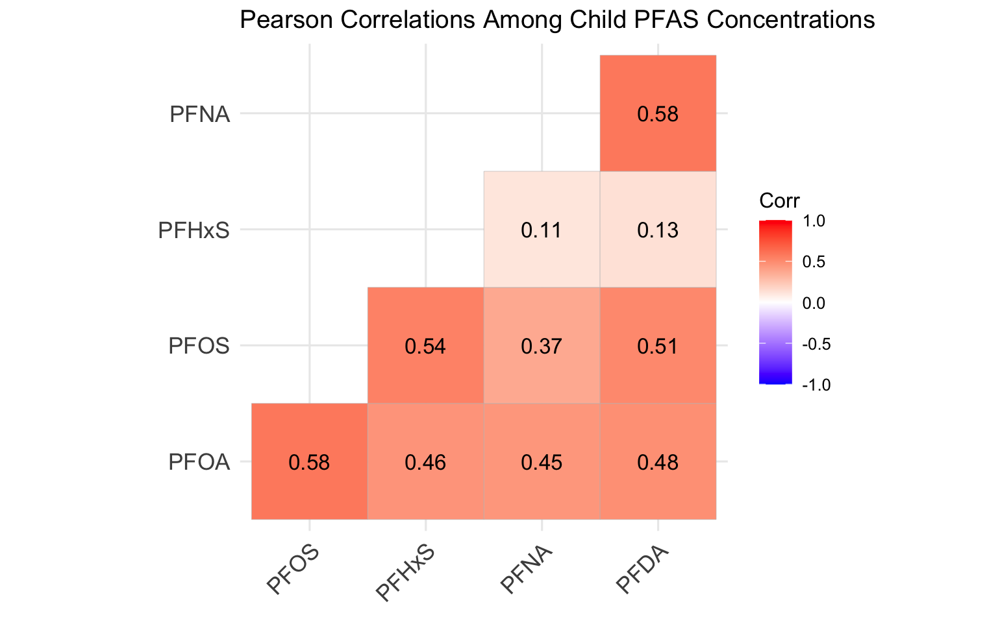 Pearson Correlations Among Child PFAS Concentrations
PFNA
0.58
PFHxS
0.11
0.13
PFOS
0.54
0.37
0.51
PFOA
0.58
0.46
0.45
0.48
PFOS
PFHxS
PFNA
PFDA
Corr
1.0
0.5
0.0
-0.5
-1.0